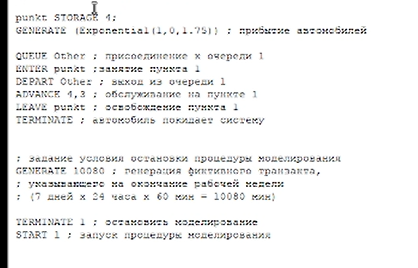 punkt STORAGE 4;
GENERATE (Exponential(1,0,1.75)) ; прибытие автомобилей
QUEUE Other ; присоединение к очереди 1
ENTER punkt ;занятие пункта 1
DEPART Other ; выход из очереди 1
ADVANCE 4,3 ; обслуживание на пункте 1
LEAVE punkt ; освобождение пункта 1
TERMINATE ; автомобиль покидает систему
; задание условия остановки процедуры моделирования
GENERATE 10080 ; генерация фиктивного транзакта,
; указывающего на окончание рабочей недели
; (7 дней x 24 часа x 60 мин = 10080 мин)
TERMINATE 1 ; остановить моделирование
START 1 ; запуск процедуры моделирования